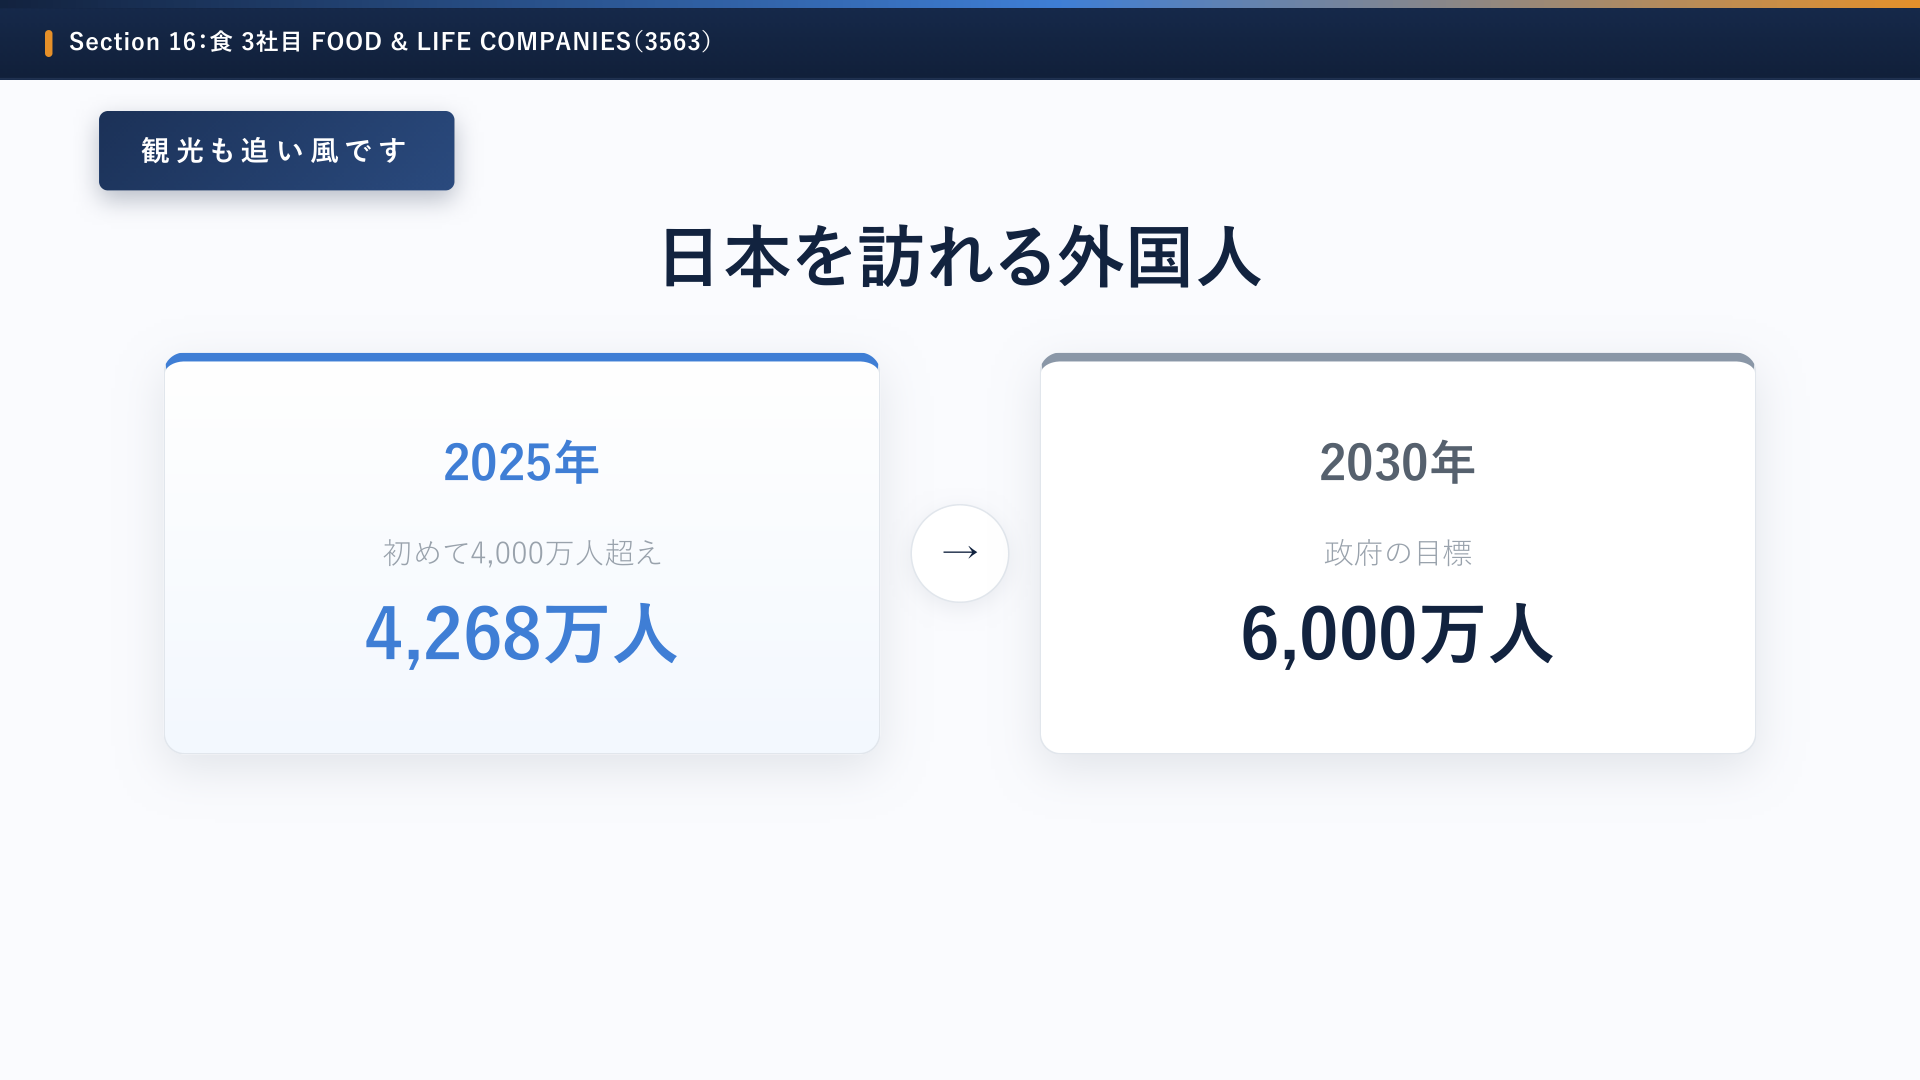 Section 16：食 3社目 FOOD & LIFE COMPANIES（3563）
観光も追い風です
日本を訪れる外国人
2025年
初めて4,000万人超え
4,268万人
→
2030年
政府の目標
6,000万人